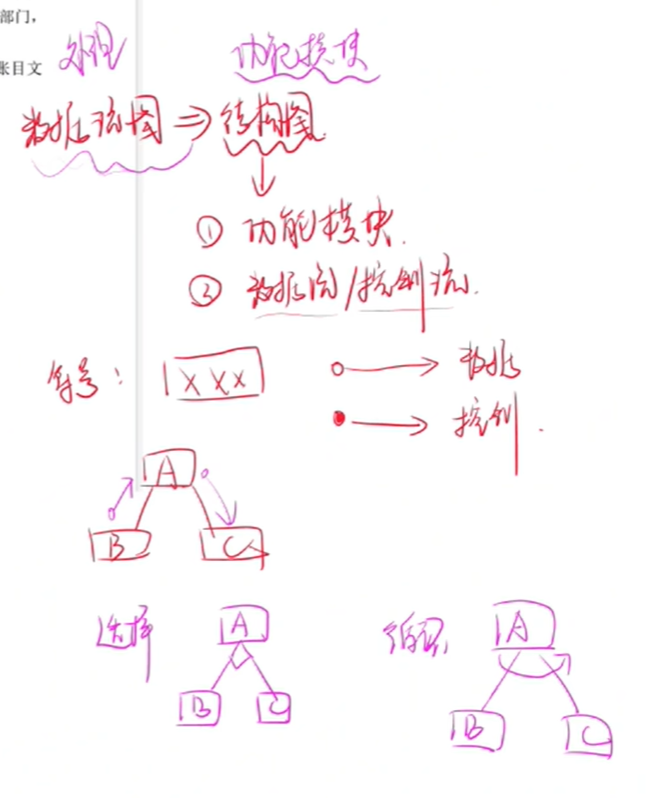 部门，
处理 功能模块
张目文
数据流图 ⇒ 结构图
① 功能模块.
② 数据流/控制流.
符号： XXX 数据
控制.
A
B C
选择 A
B C
循环 A
B C